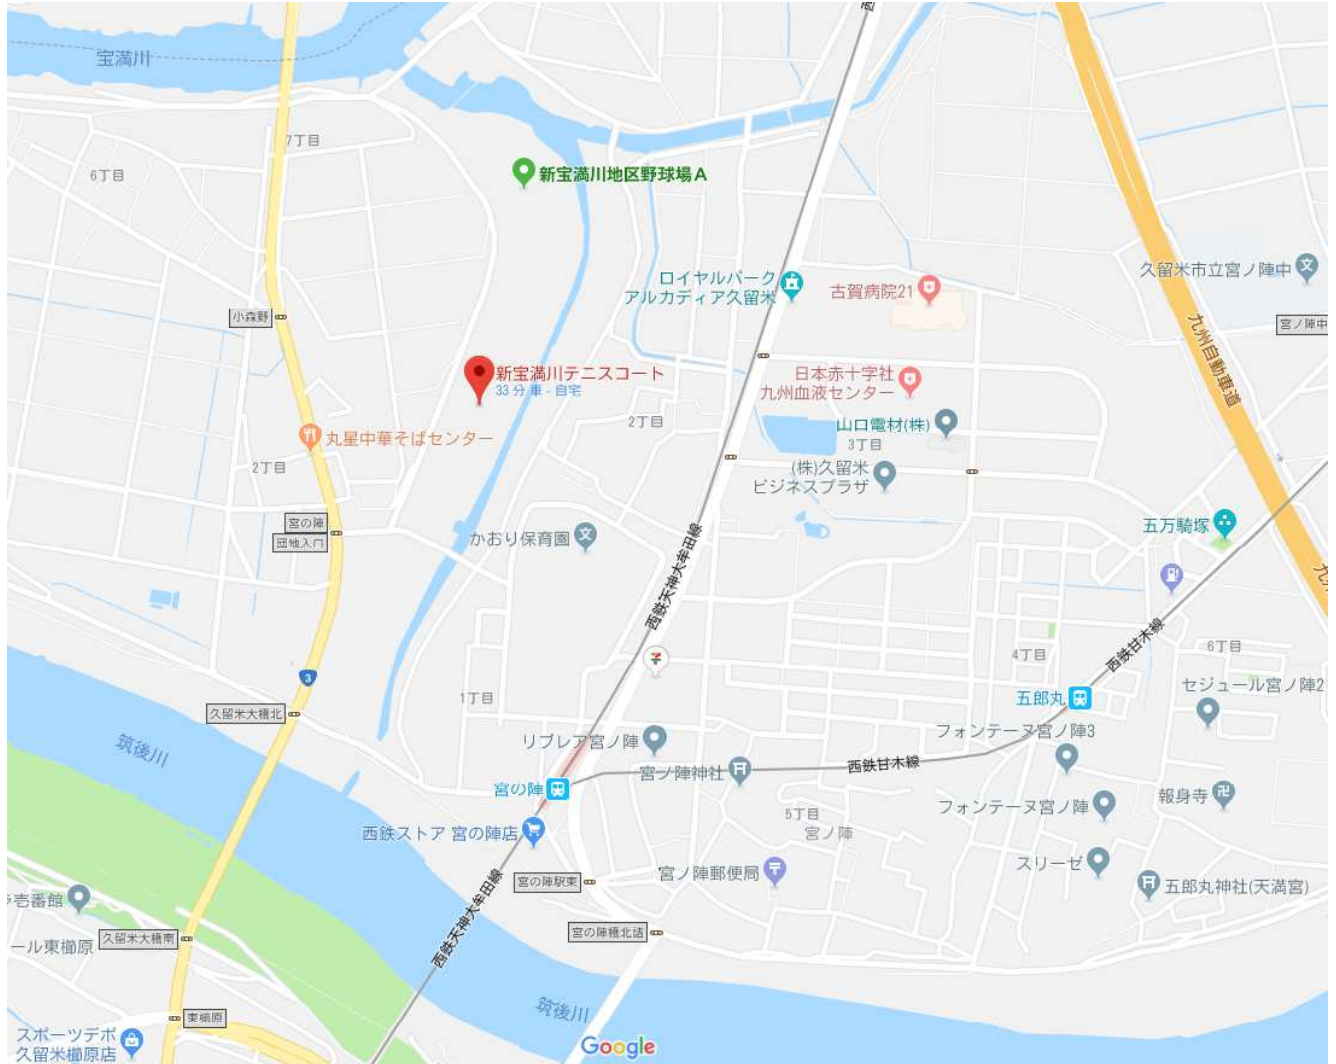 宝満川
7丁目
6丁目
新宝満川地区野球場A
ロイヤルパーク
アルカディア久留米
古賀病院21
久留米市立宮ノ陣中
宮ノ陣中
九州自動車道
小森野
新宝満川テニスコート
33 分 車 - 自宅
日本赤十字社
九州血液センター
2丁目
山口電材(株)
3丁目
丸星中華そばセンター
2丁目
(株)久留米
ビジネスプラザ
宮の陣
団地入口
かおり保育園
五万騎塚
西鉄天神大牟田線
西鉄甘木線
4丁目
6丁目
3
1丁目
五郎丸
セジュール宮ノ陣2
久留米大橋北
筑後川
リブレア宮ノ陣
フォンテーヌ宮ノ陣3
宮ノ陣神社
西鉄甘木線
宮の陣
5丁目
宮ノ陣
フォンテーヌ宮ノ陣
報身寺
西鉄ストア 宮の陣店
スリーゼ
宮の陣駅東
宮ノ陣郵便局
五郎丸神社(天満宮)
西鉄天神大牟田線
壱番館
久留米大橋南
ール東櫛原
宮の陣橋北詰
筑後川
東櫛原
スポーツデポ
久留米櫛原店
Google